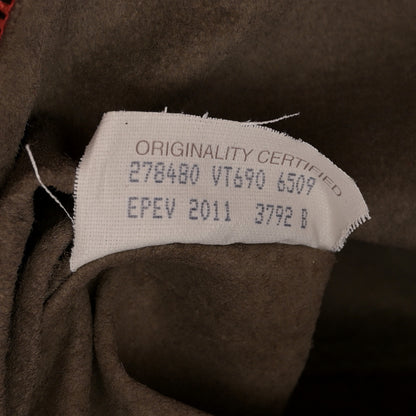 ORIGINALITY CERTIFIED
278480 VT690 6509
EPEV 2011 3792 B